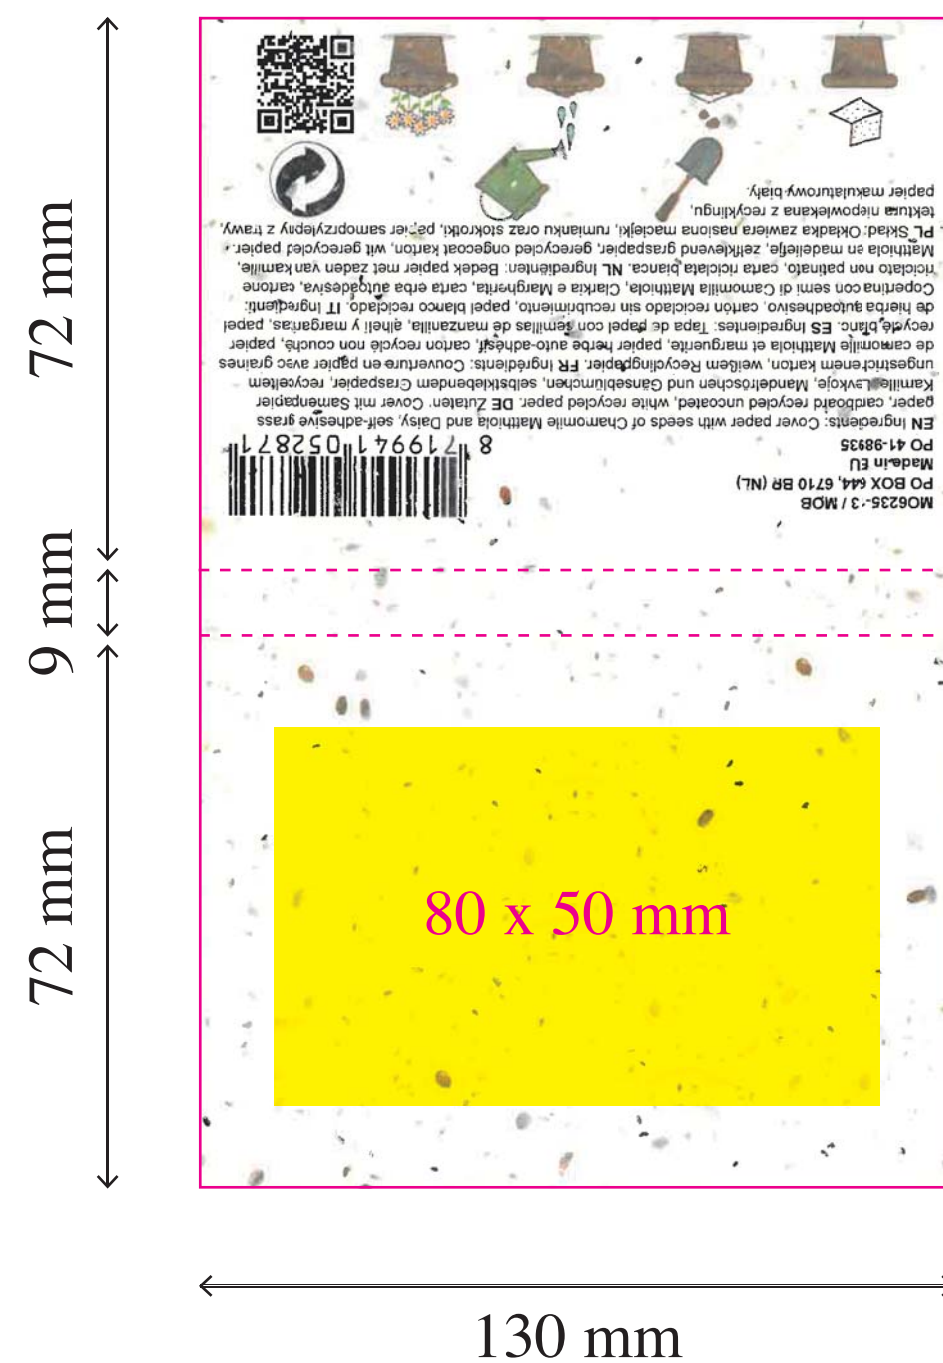 72 mm
9 mm
72 mm
MO6235- 3 / MOB
PO BOX 644, 6710 BR (NL)
Made in EU
PO 41-98935
8 719941 052871
EN Ingredients: Cover paper with seeds of Chamomile Matthiola and Daisy, self-adhesive grass
paper, cardboard recycled uncoated, white recycled paper. DE Zutaten: Cover mit Samenpapier
Kamille Levkoje, Mandelröschen und Gänseblümchen, selbstklebendem Graspapier, recyceltem
ungestrichenem karton, weißem Recyclingpapier. FR Ingrédients: Couverture en papier avec graines
de camomille Matthiola et marguerite, papier herbe auto-adhésif, carton recyclé non couché, papier
recyclé blanc. ES Ingredientes: Tapa de papel con semillas de manzanilla, alhelí y margaritas, papel
de hierba autoadhesivo, cartón reciclado sin recubrimiento, papel blanco reciclado. IT Ingredienti:
Copertina con semi di Camomilla Matthiola, Clarkia e Margherita, carta erba autoadesiva, cartone
riciclato non patinato, carta riciclata bianca. NL Ingrediënten: Bedek papier met zaden van kamille,
Matthiola en madeliefje, zelfklevend graspapier, gerecycled ongecoat karton, wit gerecycled papier.
PL Skład: Okładka zawiera nasiona maciejki, rumianku oraz stokrotki, papier samoprzylepny z trawy,
tektura niepowlekana z recyklingu,
papier makulaturowy biały.
80 x 50 mm
130 mm